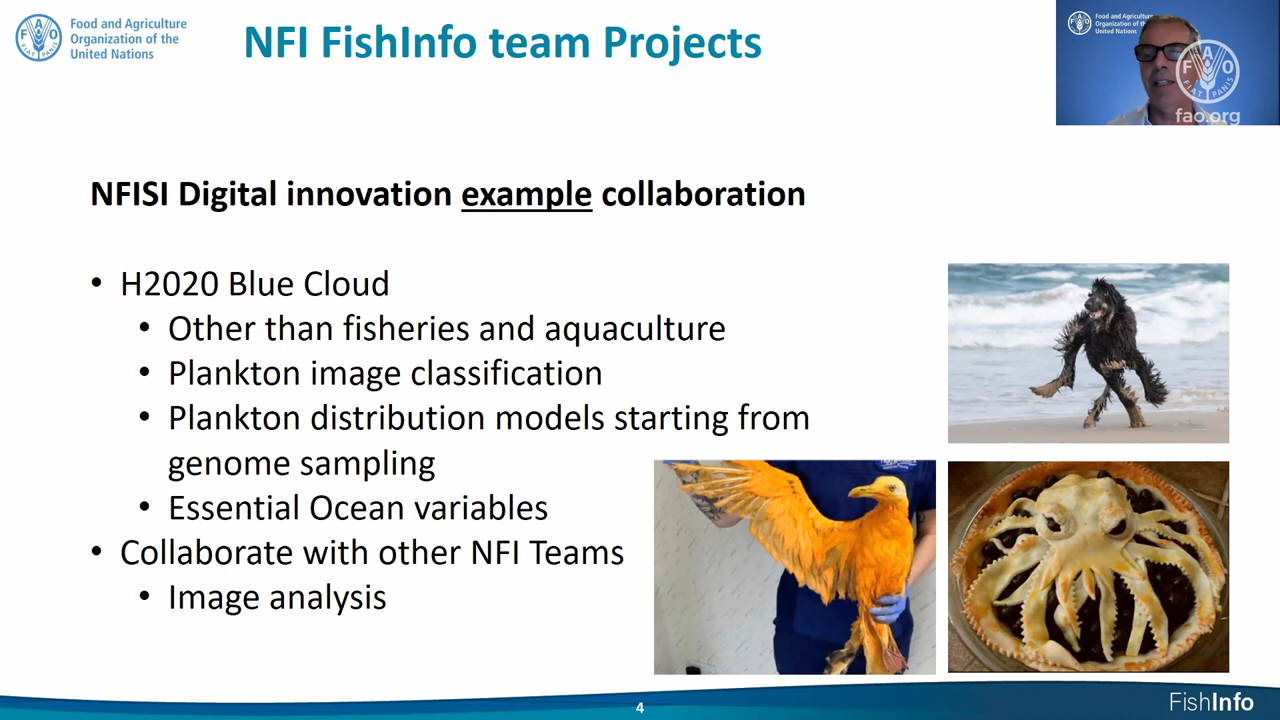 Food and Agriculture
Organization of the
United Nations
NFI FishInfo team Projects
Food and Agriculture
Organization of the
United Nations
FAO
FIAT PANIS
fao.org
NFISI Digital innovation example collaboration
• H2020 Blue Cloud
• Other than fisheries and aquaculture
• Plankton image classification
• Plankton distribution models starting from
genome sampling
• Essential Ocean variables
• Collaborate with other NFI Teams
• Image analysis
4
FishInfo